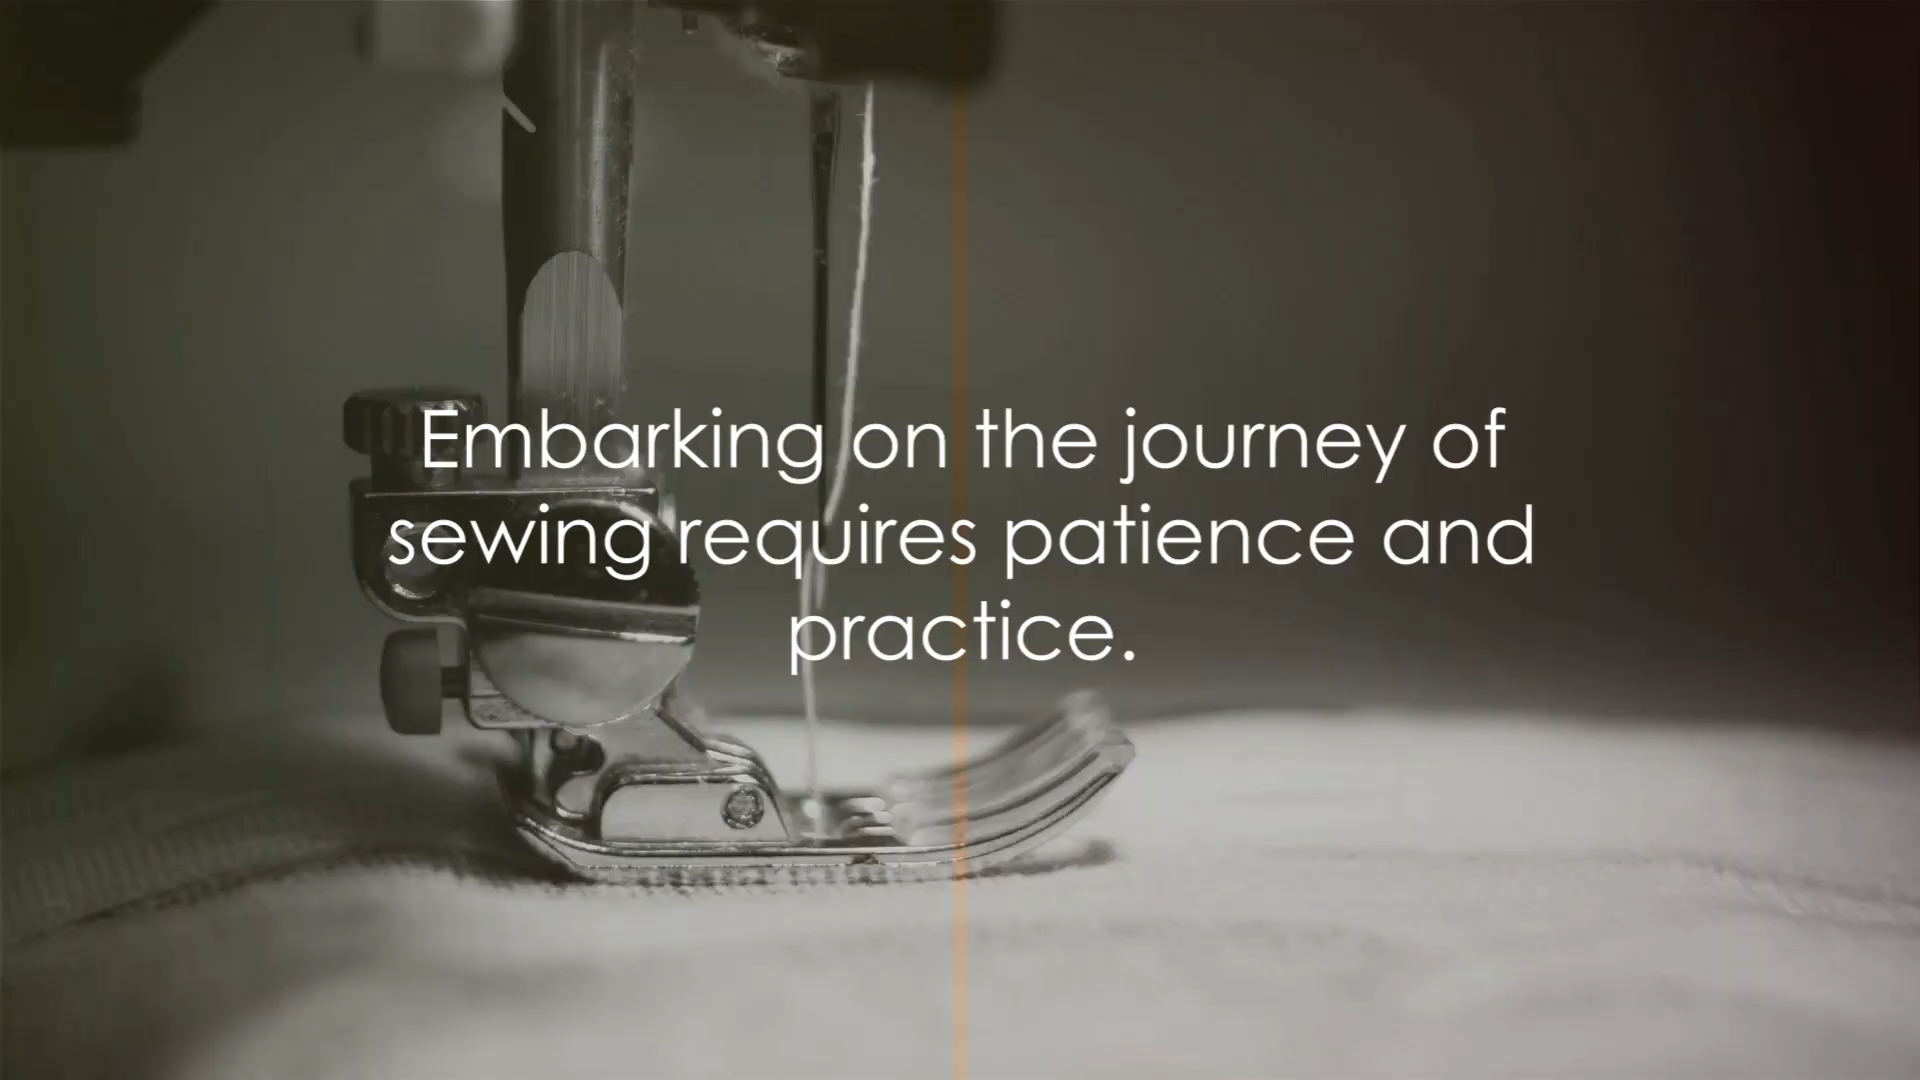 Embarking on the journey of
sewing requires patience and
practice.